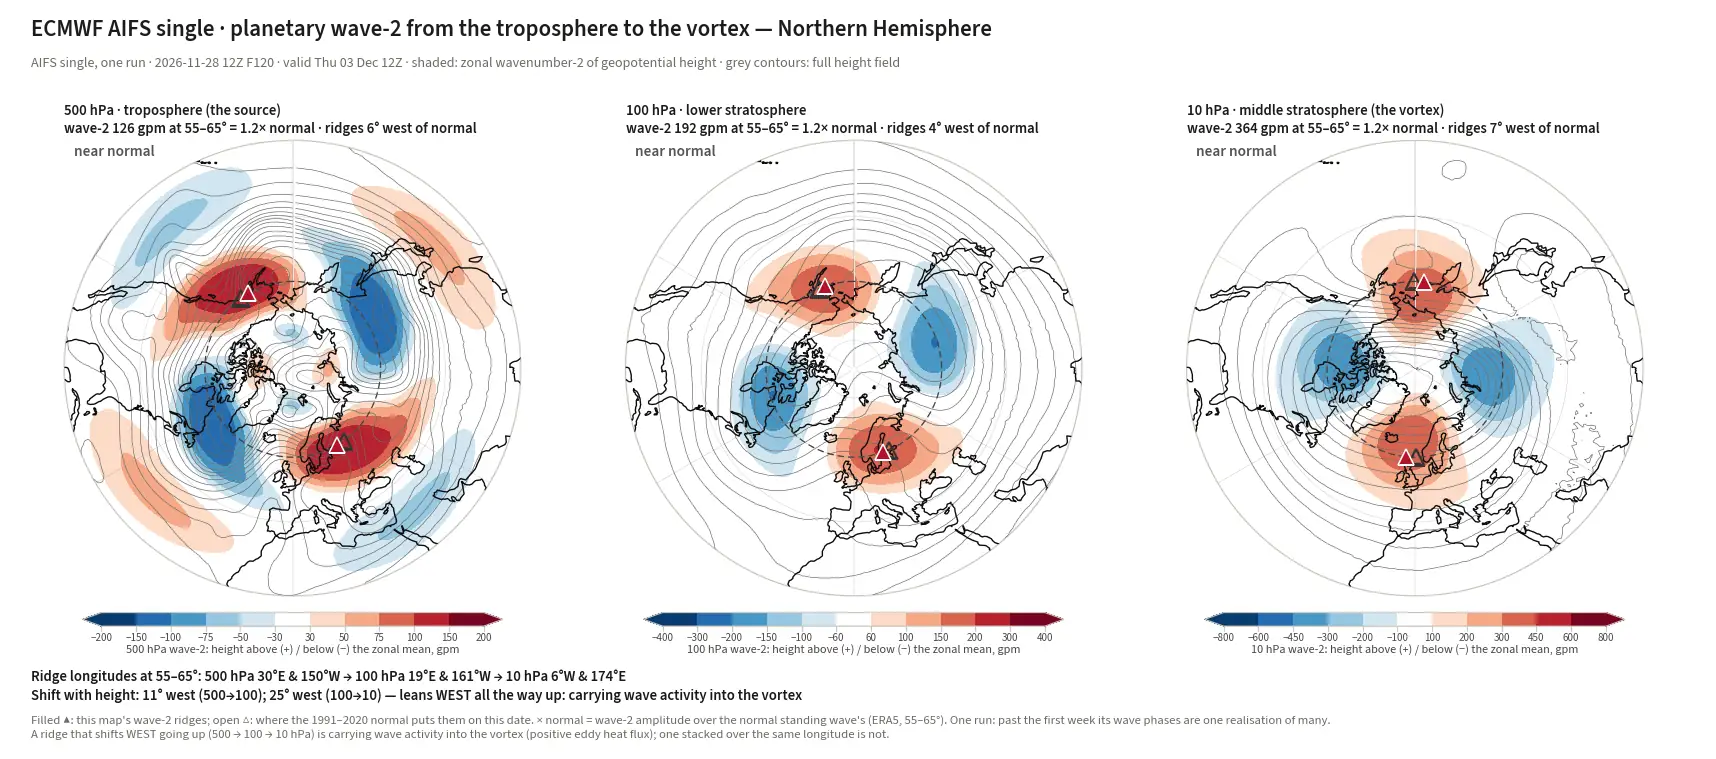 ECMWF AIFS single · planetary wave-2 from the troposphere to the vortex — Northern Hemisphere
AIFS single, one run · 2026-11-28 12Z F120 · valid Thu 03 Dec 12Z · shaded: zonal wavenumber-2 of geopotential height · grey contours: full height field
500 hPa · troposphere (the source)
wave-2 126 gpm at 55–65° = 1.2× normal · ridges 6° west of normal
near normal
100 hPa · lower stratosphere
wave-2 192 gpm at 55–65° = 1.2× normal · ridges 4° west of normal
near normal
10 hPa · middle stratosphere (the vortex)
wave-2 364 gpm at 55–65° = 1.2× normal · ridges 7° west of normal
near normal
−200 −150 −100 −75 −50 −30 30 50 75 100 150 200
500 hPa wave-2: height above (+) / below (−) the zonal mean, gpm
−400 −300 −200 −150 −100 −60 60 100 150 200 300 400
100 hPa wave-2: height above (+) / below (−) the zonal mean, gpm
−800 −600 −450 −300 −200 −100 100 200 300 450 600 800
10 hPa wave-2: height above (+) / below (−) the zonal mean, gpm
Ridge longitudes at 55–65°: 500 hPa 30°E & 150°W → 100 hPa 19°E & 161°W → 10 hPa 6°W & 174°E
Shift with height: 11° west (500→100); 25° west (100→10) — leans WEST all the way up: carrying wave activity into the vortex
Filled ▲: this map's wave-2 ridges; open △: where the 1991–2020 normal puts them on this date. × normal = wave-2 amplitude over the normal standing wave's (ERA5, 55–65°). One run: past the first week its wave phases are one realisation of many.
A ridge that shifts WEST going up (500 → 100 → 10 hPa) is carrying wave activity into the vortex (positive eddy heat flux); one stacked over the same longitude is not.